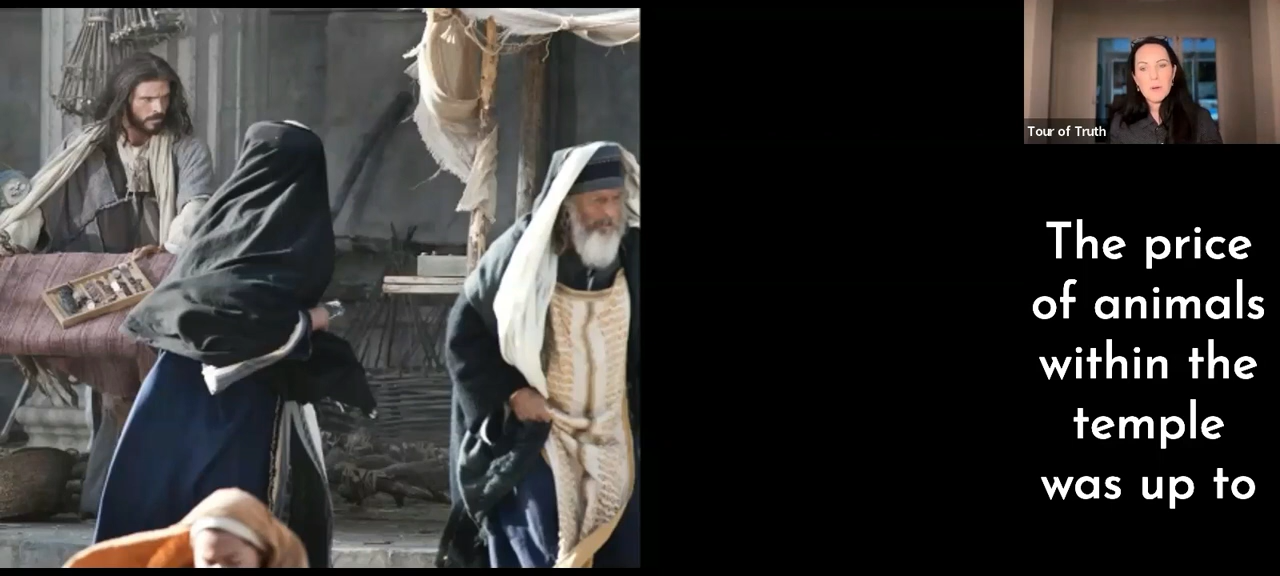 Tour of Truth
The price
of animals
within the
temple
was up to